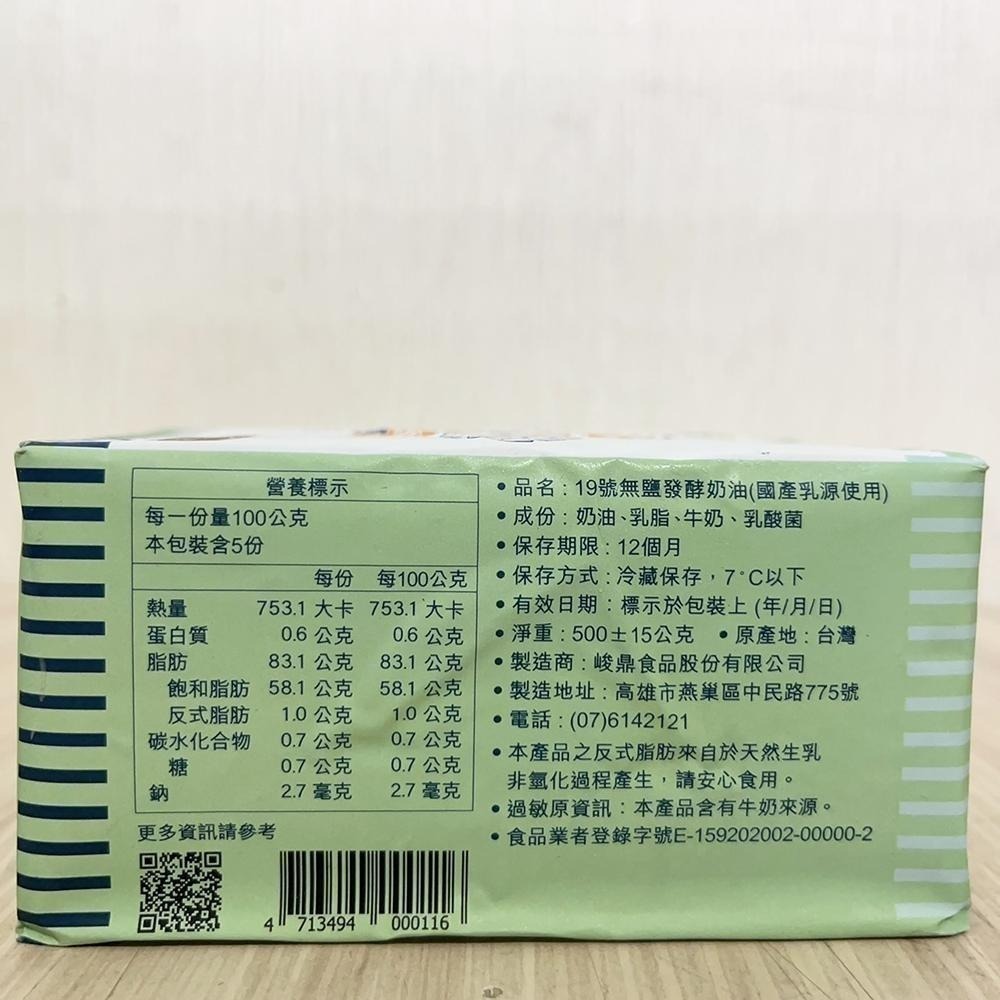 營養標示
每一份量100公克
本包裝含5份
每份 每100公克
熱量 753.1 大卡 753.1 大卡
蛋白質 0.6 公克 0.6 公克
脂肪 83.1 公克 83.1 公克
飽和脂肪 58.1 公克 58.1 公克
反式脂肪 1.0 公克 1.0 公克
碳水化合物 0.7 公克 0.7 公克
糖 0.7 公克 0.7 公克
鈉 2.7 毫克 2.7 毫克
更多資訊請參考
4 713494 000116
• 品名：19號無鹽發酵奶油(國產乳源使用)
• 成份：奶油、乳脂、牛奶、乳酸菌
• 保存期限：12個月
• 保存方式：冷藏保存，7°C以下
• 有效日期：標示於包裝上 (年/月/日)
• 淨重：500±15公克 • 原產地：台灣
• 製造商：峻鼎食品股份有限公司
• 製造地址：高雄市燕巢區中民路775號
• 電話：(07)6142121
• 本產品之反式脂肪來自於天然生乳
非氫化過程產生，請安心食用。
• 過敏原資訊：本產品含有牛奶來源。
• 食品業者登錄字號E-159202002-00000-2